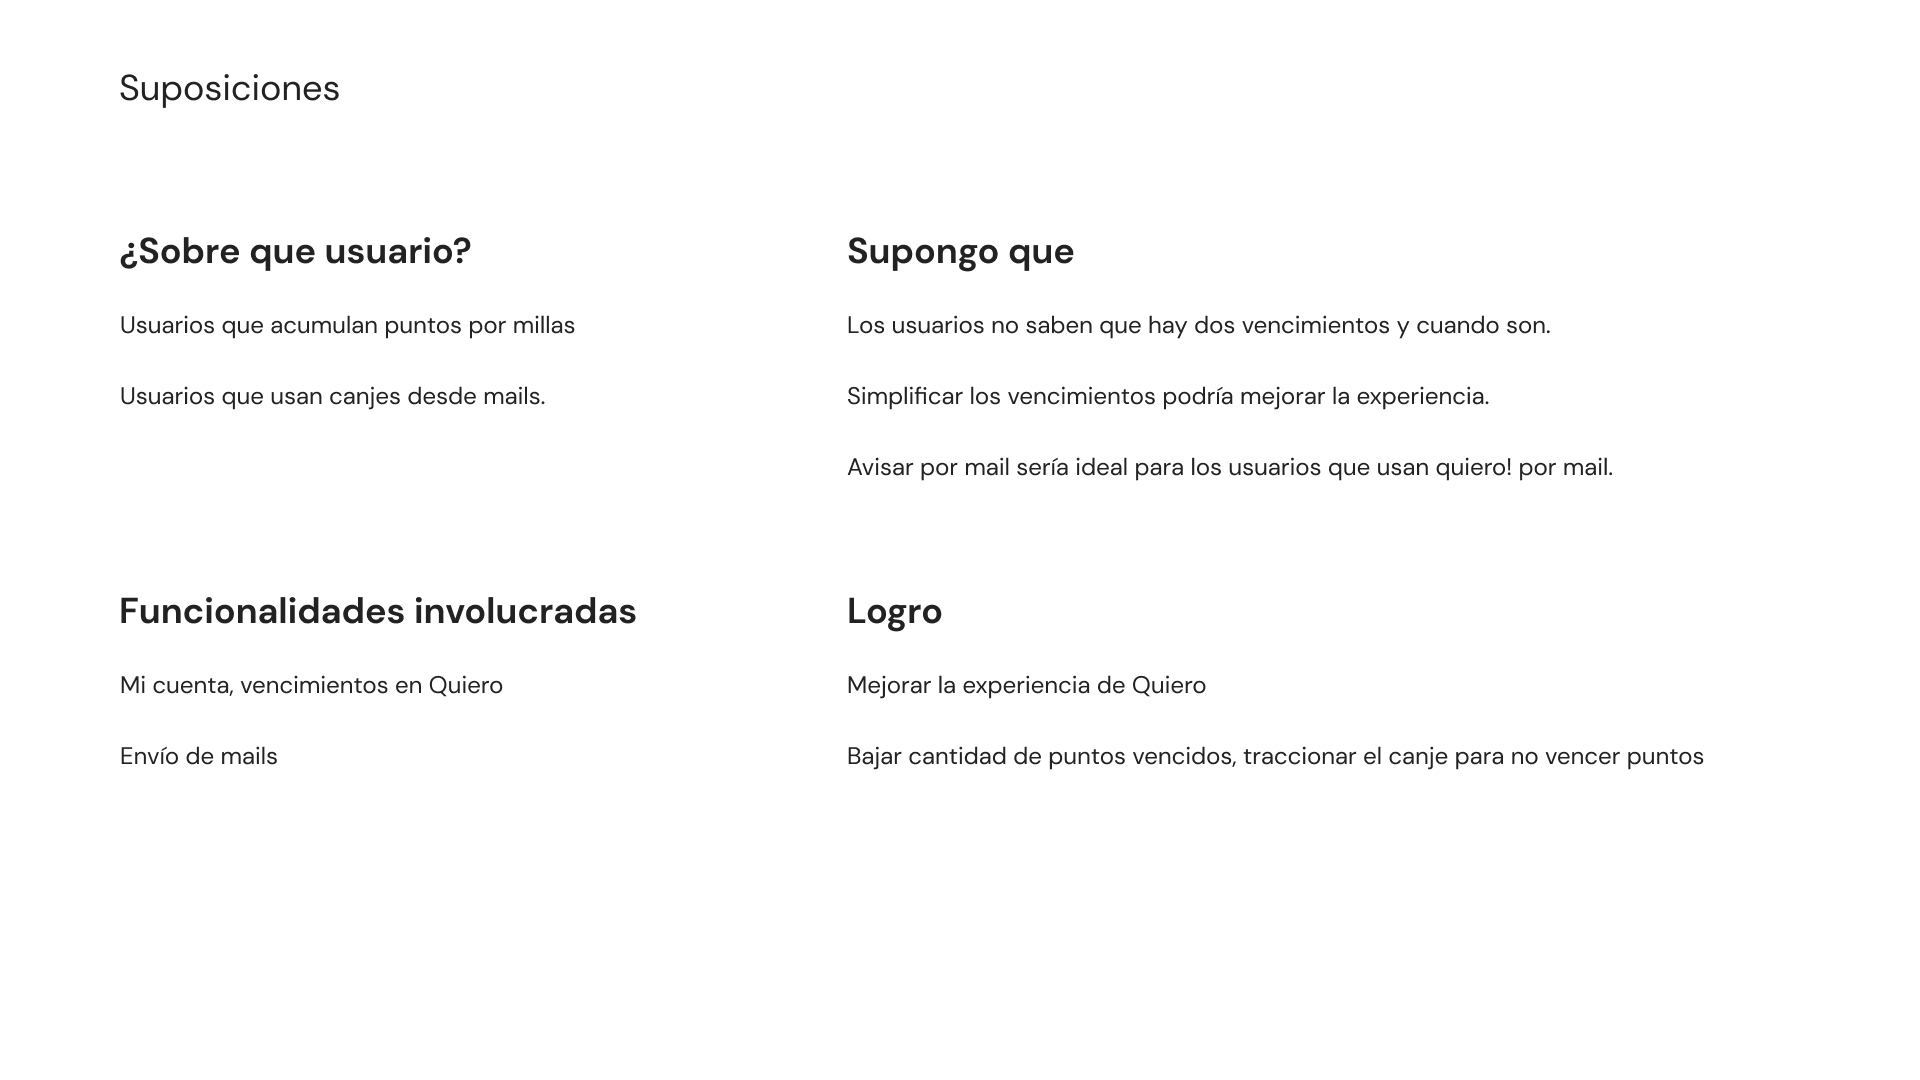 Suposiciones
¿Sobre que usuario?
Usuarios que acumulan puntos por millas
Usuarios que usan canjes desde mails.
Supongo que
Los usuarios no saben que hay dos vencimientos y cuando son.
Simplificar los vencimientos podría mejorar la experiencia.
Avisar por mail sería ideal para los usuarios que usan quiero! por mail.
Funcionalidades involucradas
Mi cuenta, vencimientos en Quiero
Envío de mails
Logro
Mejorar la experiencia de Quiero
Bajar cantidad de puntos vencidos, traccionar el canje para no vencer puntos